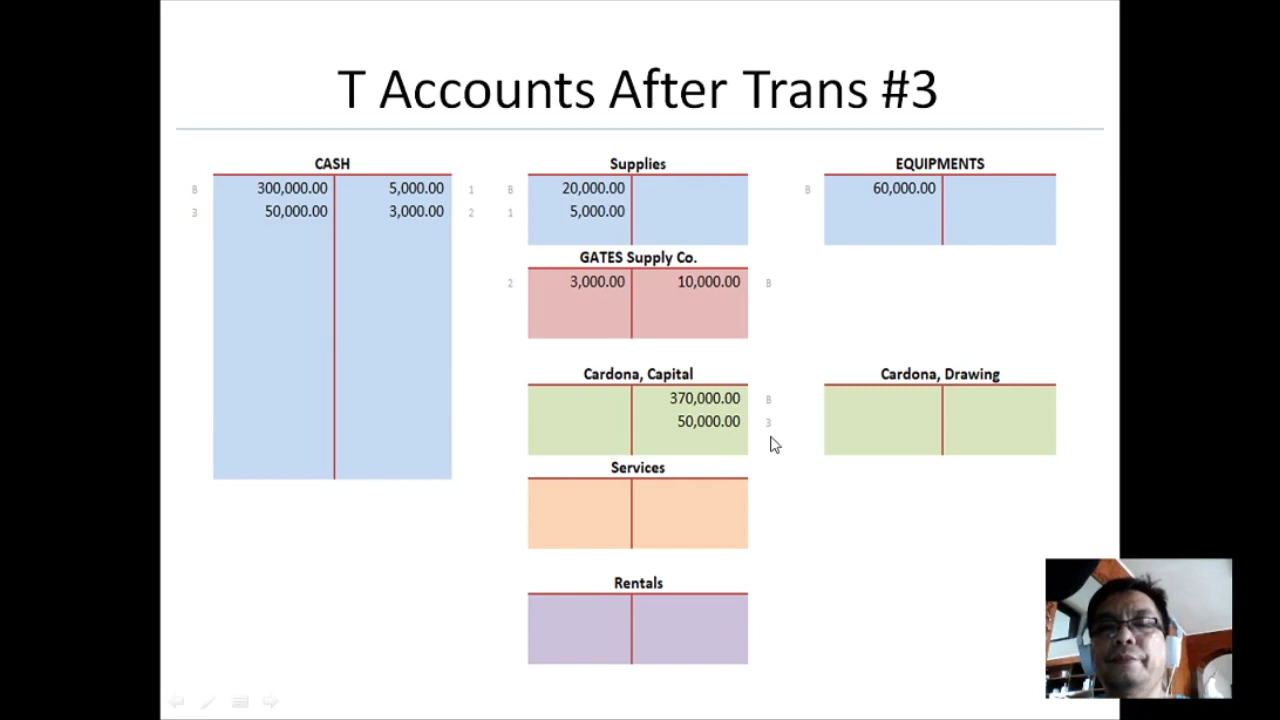 T Accounts After Trans #3
CASH
B 300,000.00 5,000.00 1
3 50,000.00 3,000.00 2
Supplies
B 20,000.00
1 5,000.00
EQUIPMENTS
B 60,000.00
GATES Supply Co.
2 3,000.00 10,000.00 B
Cardona, Capital
370,000.00 B
50,000.00 3
Cardona, Drawing
Services
Rentals